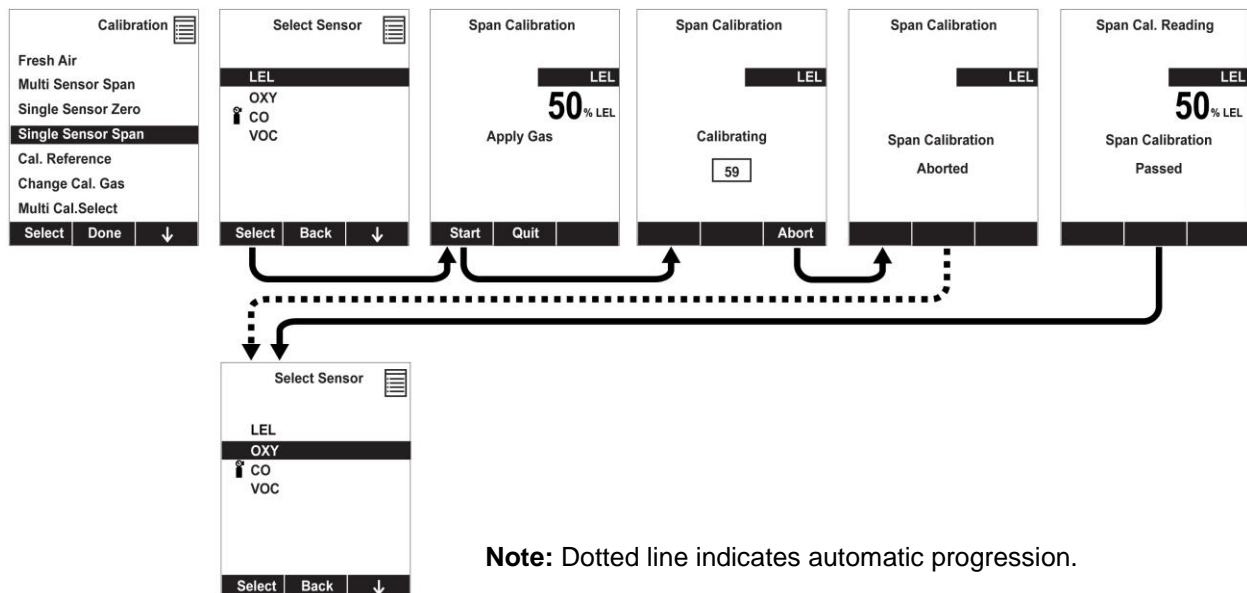 Calibration
Fresh Air
Multi Sensor Span
Single Sensor Zero
Single Sensor Span
Cal. Reference
Change Cal. Gas
Multi Cal.Select
Select Done ↓
Select Sensor
LEL
OXY
CO
VOC
Select Back ↓
Span Calibration
LEL
50% LEL
Apply Gas
Start Quit
Span Calibration
LEL
Calibrating
59
Abort
Span Calibration
LEL
Span Calibration
Aborted
Span Cal. Reading
LEL
50% LEL
Span Calibration
Passed
Select Sensor
LEL
OXY
CO
VOC
Select Back ↓
Note: Dotted line indicates automatic progression.